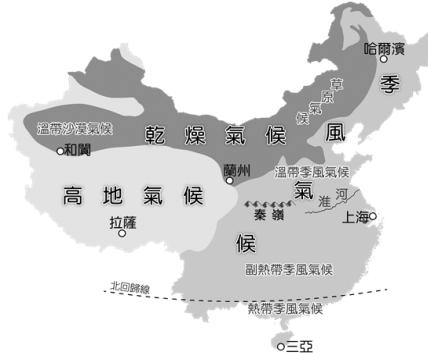 哈爾濱
季
草原氣候
溫帶沙漠氣候
乾燥氣候
風
和闐
蘭州
溫帶季風氣候
高地氣候
氣
淮河
秦嶺
上海
拉薩
候
副熱帶季風氣候
北回歸線
熱帶季風氣候
三亞